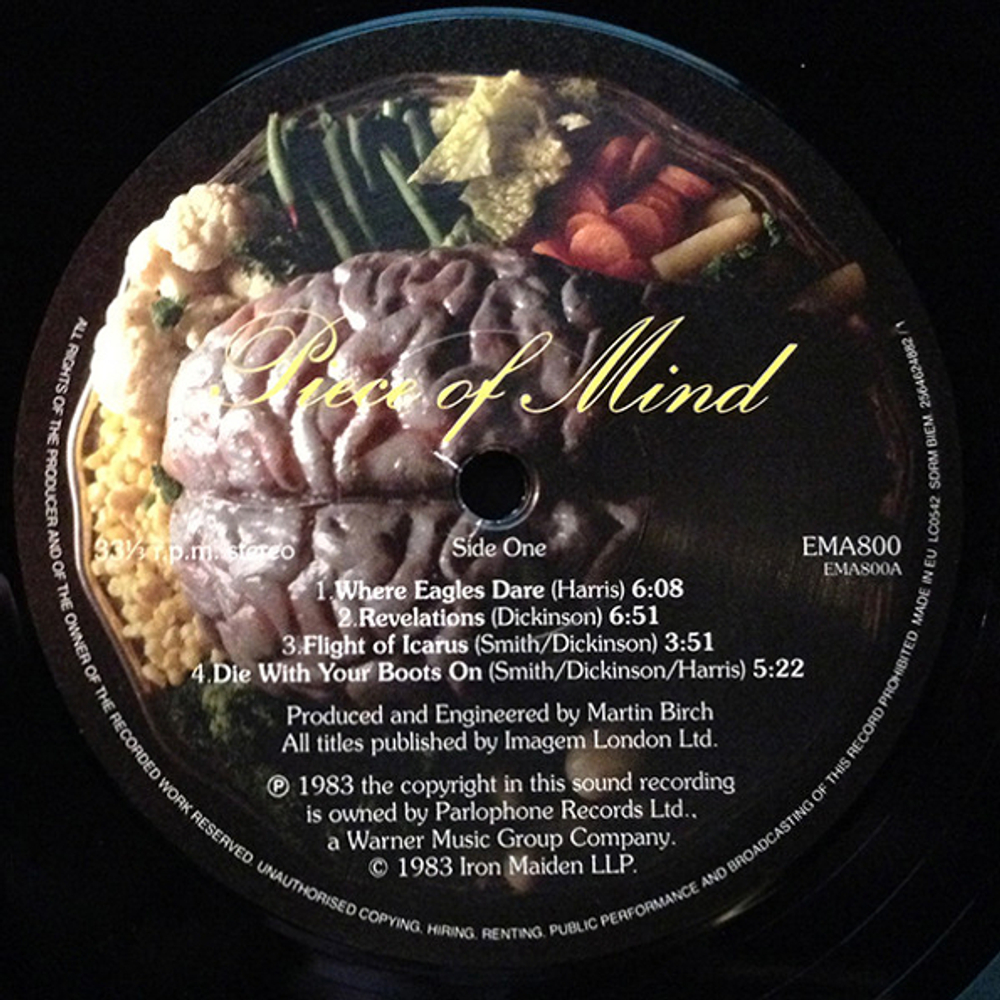 Piece of Mind
33⅓ r.p.m. stereo
Side One
EMA800
EMA800A
1.Where Eagles Dare (Harris) 6:08
2.Revelations (Dickinson) 6:51
3.Flight of Icarus (Smith/Dickinson) 3:51
4.Die With Your Boots On (Smith/Dickinson/Harris) 5:22
Produced and Engineered by Martin Birch
All titles published by Imagem London Ltd.
℗ 1983 the copyright in this sound recording
is owned by Parlophone Records Ltd.,
a Warner Music Group Company.
© 1983 Iron Maiden LLP.
ALL RIGHTS OF THE PRODUCER AND OF THE OWNER OF THE RECORDED WORK RESERVED. UNAUTHORISED COPYING, HIRING, RENTING, PUBLIC PERFORMANCE AND BROADCASTING OF THIS RECORD PROHIBITED MADE IN EU LC0542 SDRM BIEM 2564624882 / 1